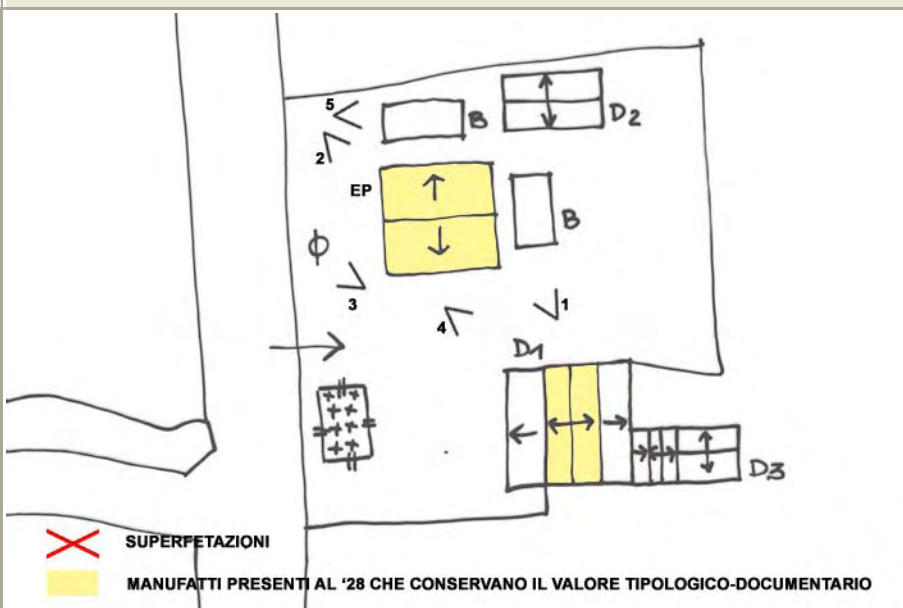 5
B
D2
2
EP
B
Φ
3
4
1
D1
D3
SUPERFETAZIONI
MANUFATTI PRESENTI AL '28 CHE CONSERVANO IL VALORE TIPOLOGICO-DOCUMENTARIO